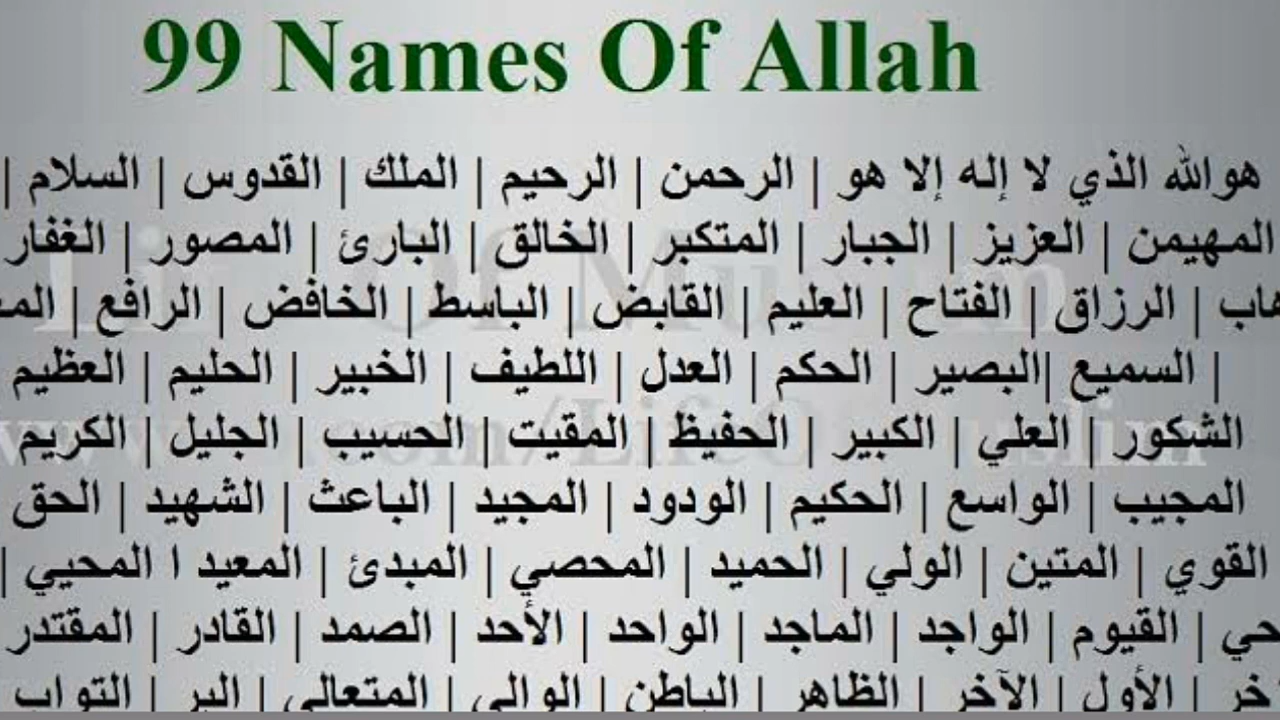 99 Names Of Allah
هوالله الذي لا إله إلا هو | الرحمن | الرحيم | الملك | القدوس | السلام |
المهيمن | العزيز | الجبار | المتكبر | الخالق | البارئ | المصور | الغفار
هاب | الرزاق | الفتاح | العليم | القابض | الباسط | الخافض | الرافع | المع
| السميع |البصير | الحكم | العدل | اللطيف | الخبير | الحليم | العظيم
الشكور | العلي | الكبير | الحفيظ | المقيت | الحسيب | الجليل | الكريم
المجيب | الواسع | الحكيم | الودود | المجيد | الباعث | الشهيد | الحق
القوي | المتين | الولي | الحميد | المحصي | المبدئ | المعيد ا المحيي |
حي | القيوم | الواجد | الماجد | الواحد | الأحد | الصمد | القادر | المقتدر
خر | الأول | الآخر | الظاهر | الباطن | الوالي | المتعالي | البر | التواب